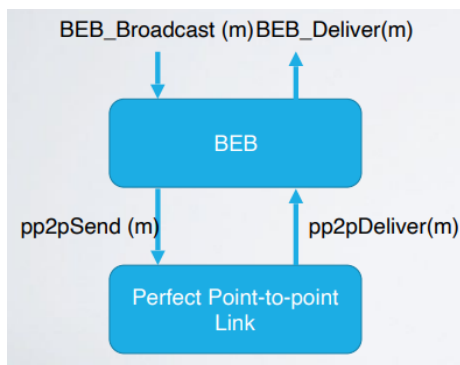 BEB_Broadcast (m) BEB_Deliver(m)
BEB
pp2pSend (m) pp2pDeliver(m)
Perfect Point-to-point
Link